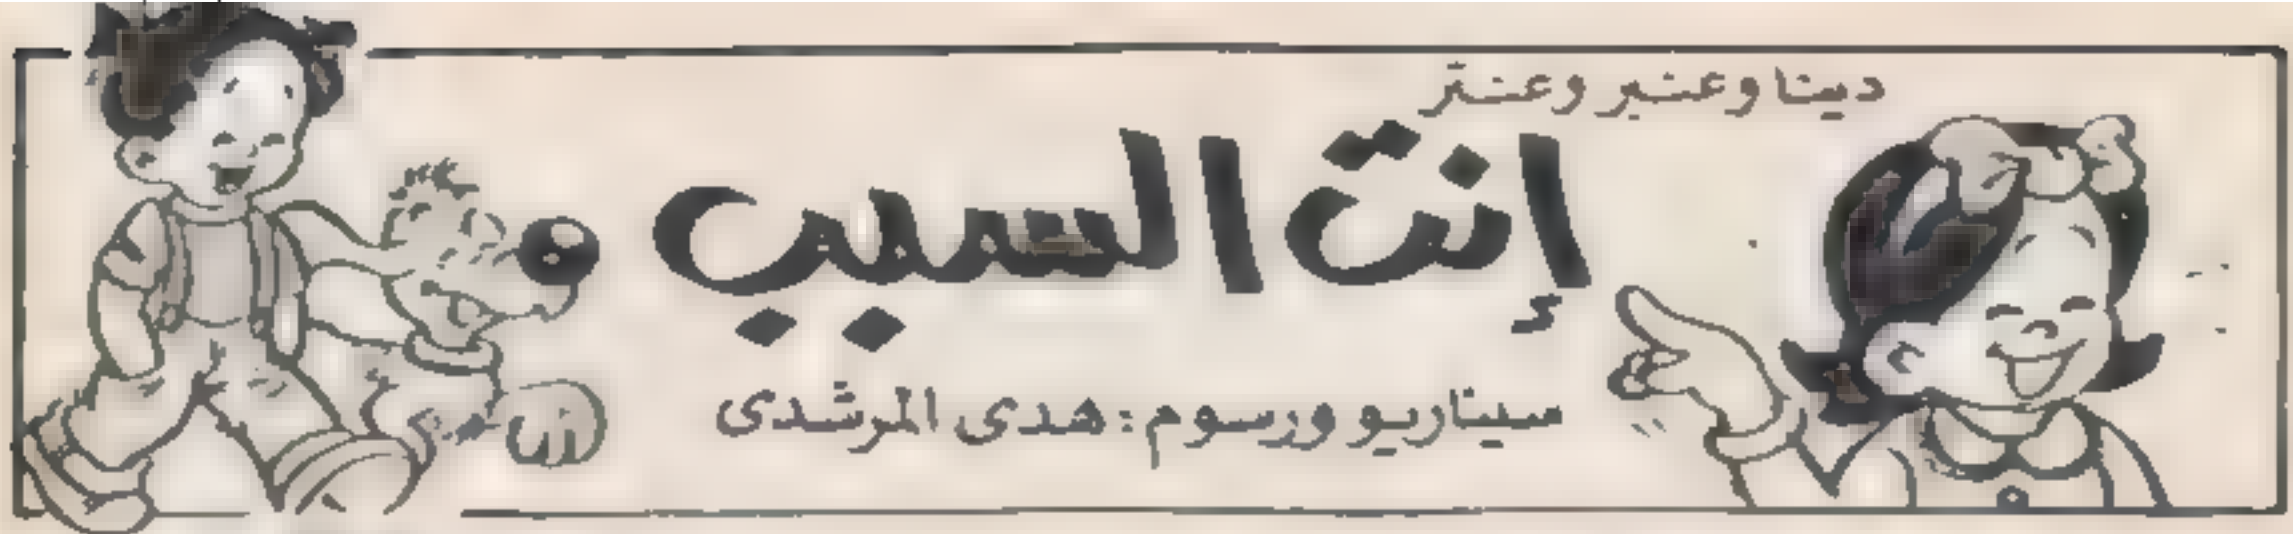 دينا وعنبر وعنتر
إنت السبب
سيناريو ورسوم : هدى المرشدى